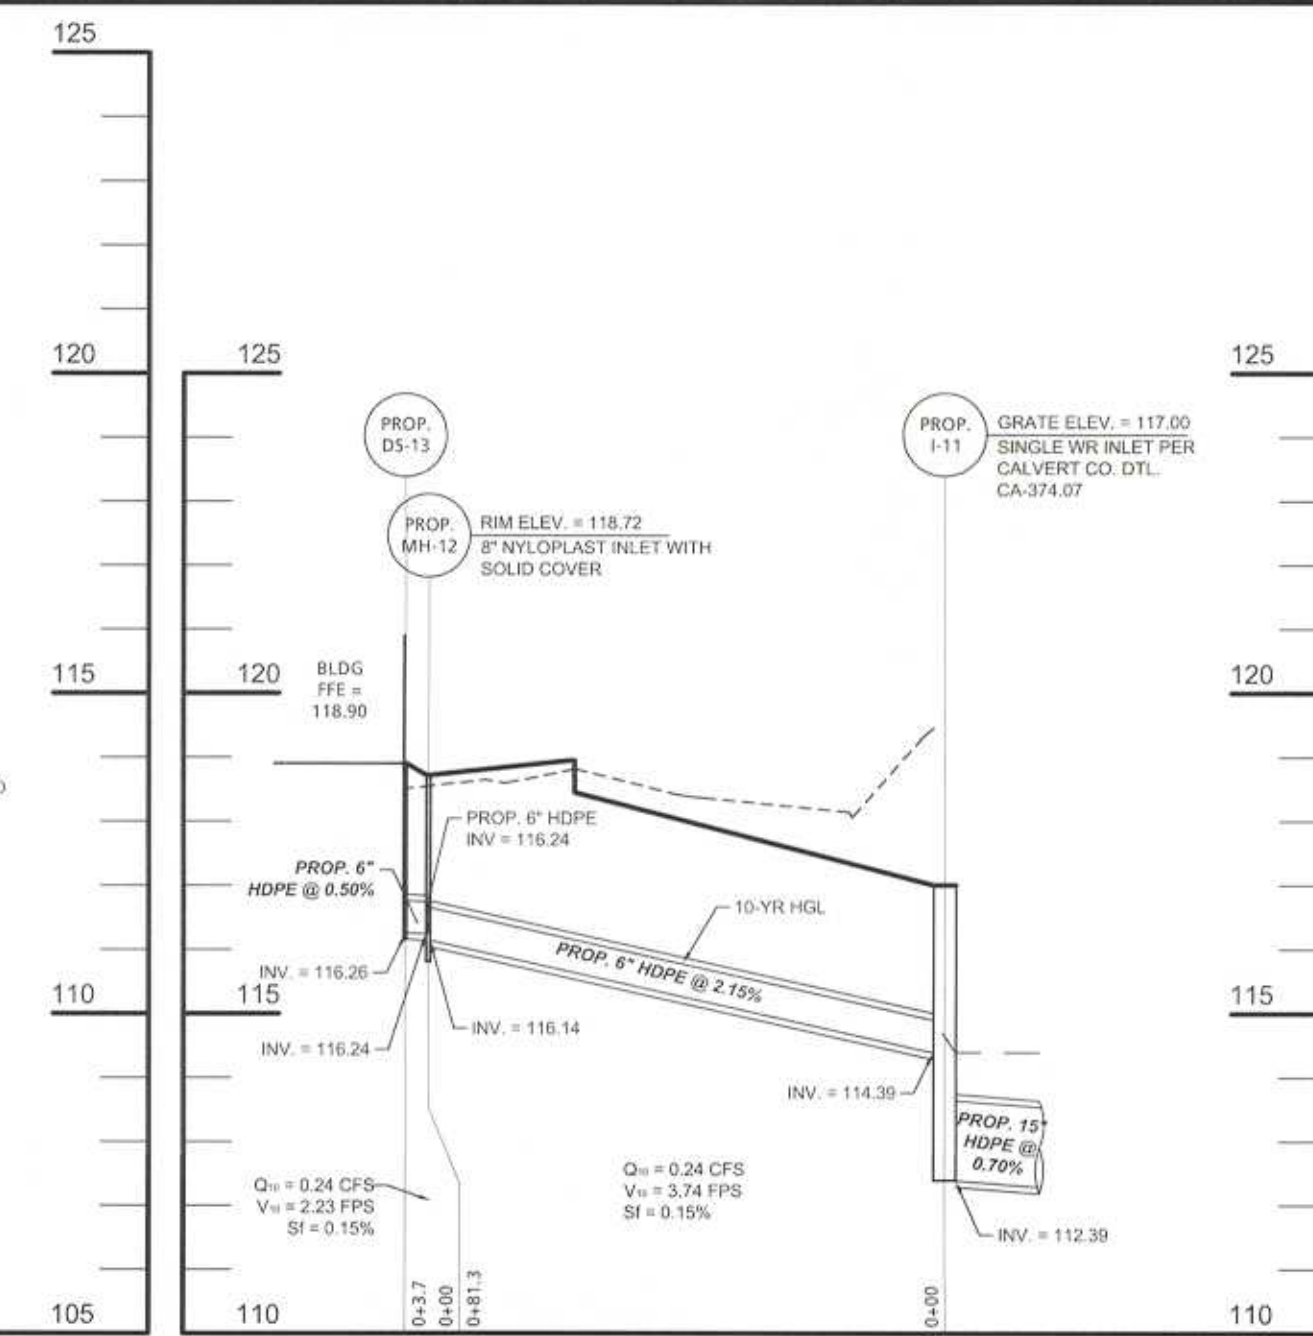 125
120
125
125
PROP.
DS-13
PROP.
I-11
GRATE ELEV. = 117.00
SINGLE WR INLET PER
CALVERT CO. DTL.
CA-374.07
PROP.
MH-12
RIM ELEV. = 118.72
8" NYLOPLAST INLET WITH
SOLID COVER
115
120
120
BLDG
FFE =
118.90
PROP. 6" HDPE
INV = 116.24
PROP. 6"
HDPE @ 0.50%
10-YR HGL
PROP. 6" HDPE @ 2.15%
INV. = 116.26
110
115
115
INV. = 116.14
INV. = 116.24
INV. = 114.39
PROP. 15"
HDPE @
0.70%
Q₁₀ = 0.24 CFS
V₁₀ = 2.23 FPS
Sf = 0.15%
Q₁₀ = 0.24 CFS
V₁₀ = 3.74 FPS
Sf = 0.15%
INV. = 112.39
0+3.7
0+00
0+81.3
0+00
105
110
110